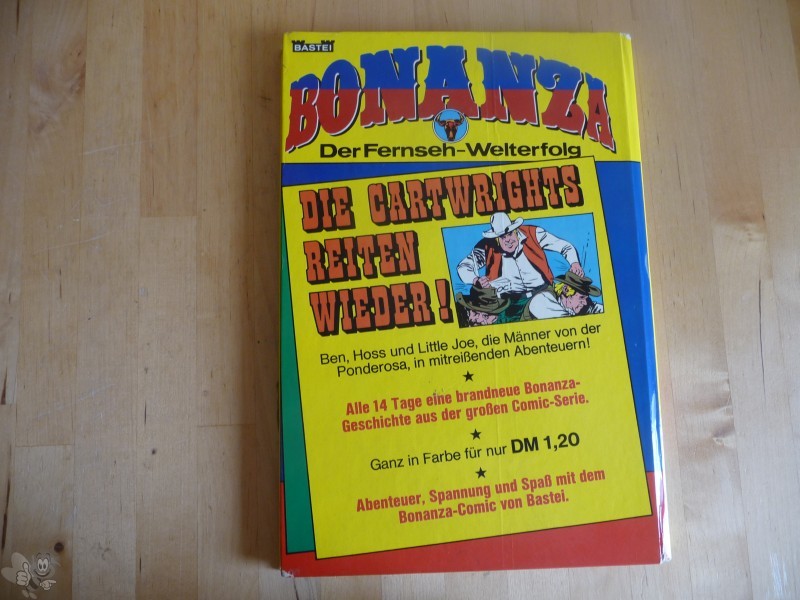 BASTEI
BONANZA
Der Fernseh-Welterfolg
DIE CARTWRIGHTS
REITEN
WIEDER!
Ben, Hoss und Little Joe, die Männer von der
Ponderosa, in mitreißenden Abenteuern!
Alle 14 Tage eine brandneue Bonanza-
Geschichte aus der großen Comic-Serie.
Ganz in Farbe für nur DM 1,20
Abenteuer, Spannung und Spaß mit dem
Bonanza-Comic von Bastei.